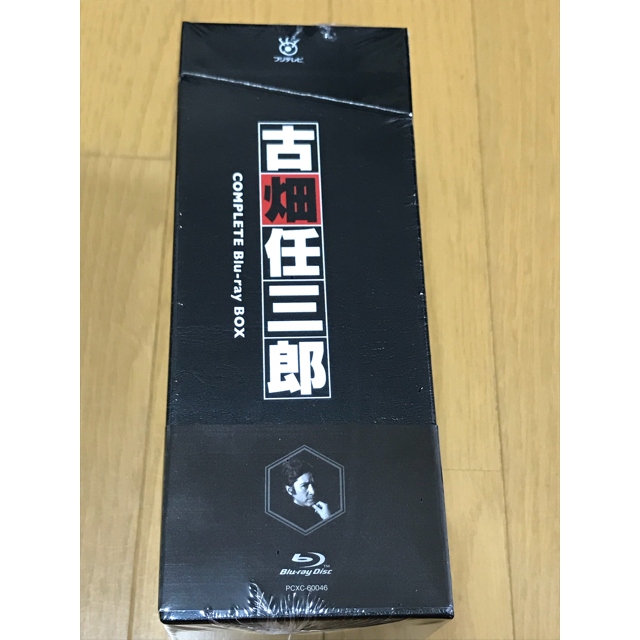 フジテレビ
古畑任三郎
COMPLETE Blu-ray BOX
Blu-ray Disc
TM
PCXC-60046